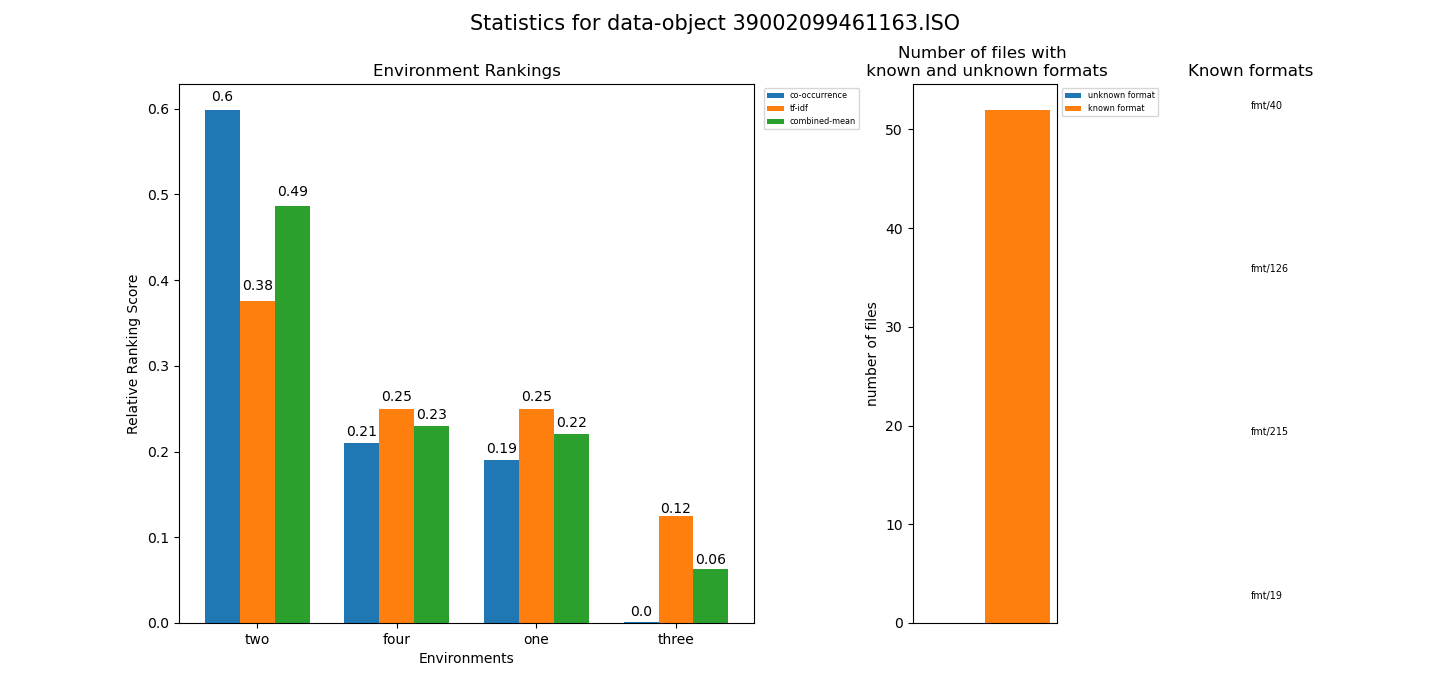 Statistics for data-object 39002099461163.ISO
Environment Rankings
Relative Ranking Score
0.6
0.5
0.4
0.3
0.2
0.1
0.0
0.6
0.38
0.49
0.21
0.25
0.23
0.19
0.25
0.22
0.0
0.12
0.06
two
four
one
three
Environments
co-occurrence
tf-idf
combined-mean
Number of files with
known and unknown formats
number of files
50
40
30
20
10
0
unknown format
known format
Known formats
fmt/40
fmt/126
fmt/215
fmt/19